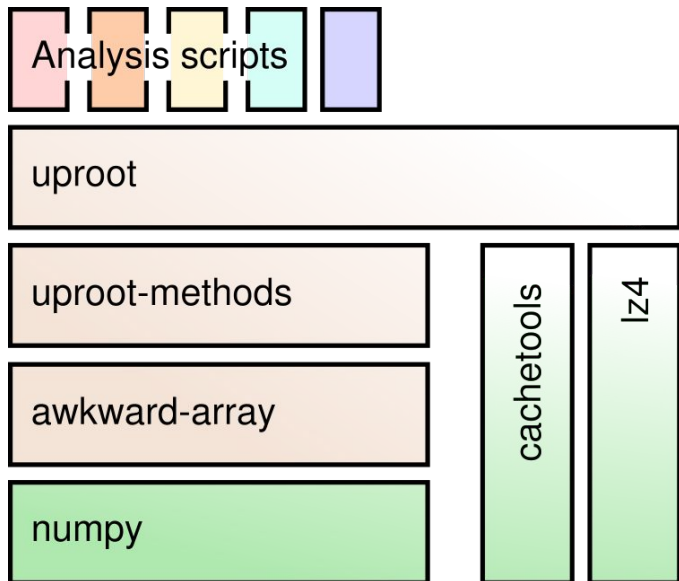 Analysis scripts
uproot
uproot-methods
awkward-array
numpy
cachetools
lz4